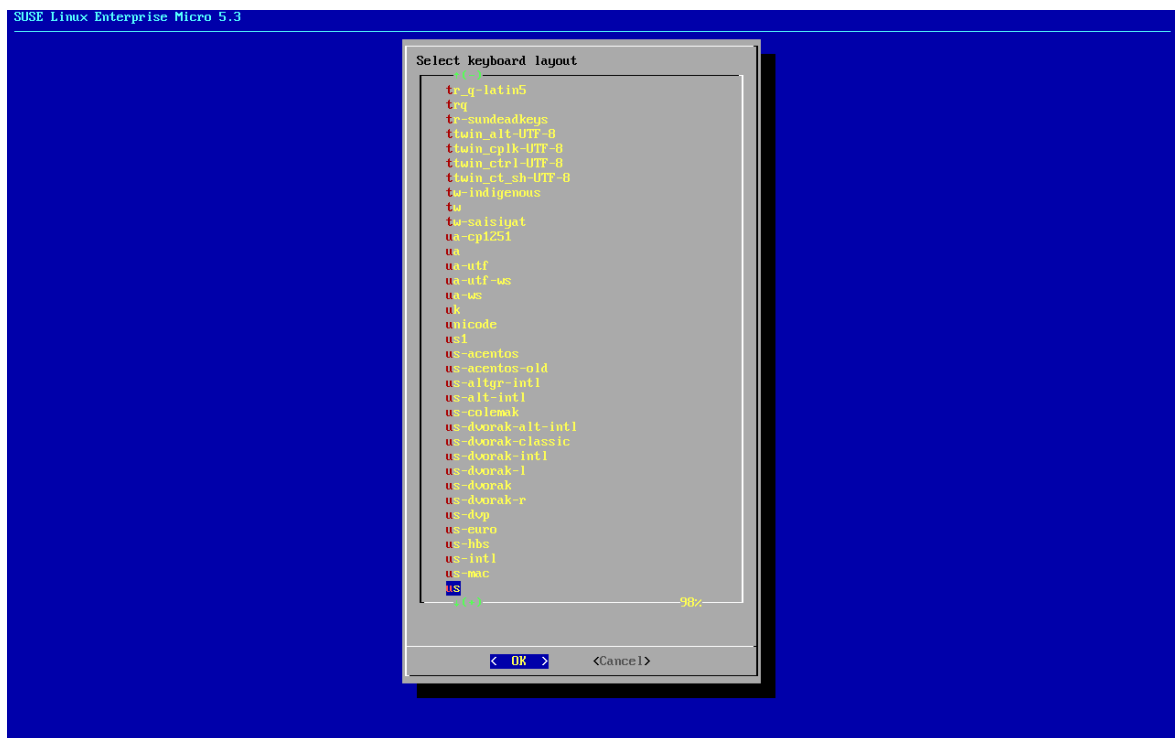 SUSE Linux Enterprise Micro 5.3
Select keyboard layout
↑(-)
tr_q-latin5
trq
tr-sundeadkeys
ttwin_alt-UTF-8
ttwin_cplk-UTF-8
ttwin_ctrl-UTF-8
ttwin_ct_sh-UTF-8
tw-indigenous
tw
tw-saisiyat
ua-cp1251
ua
ua-utf
ua-utf-ws
ua-ws
uk
unicode
us1
us-acentos
us-acentos-old
us-altgr-intl
us-alt-intl
us-colemak
us-dvorak-alt-intl
us-dvorak-classic
us-dvorak-intl
us-dvorak-l
us-dvorak
us-dvorak-r
us-dvp
us-euro
us-hbs
us-intl
us-mac
us
↓(+) 98%
< OK > <Cancel>